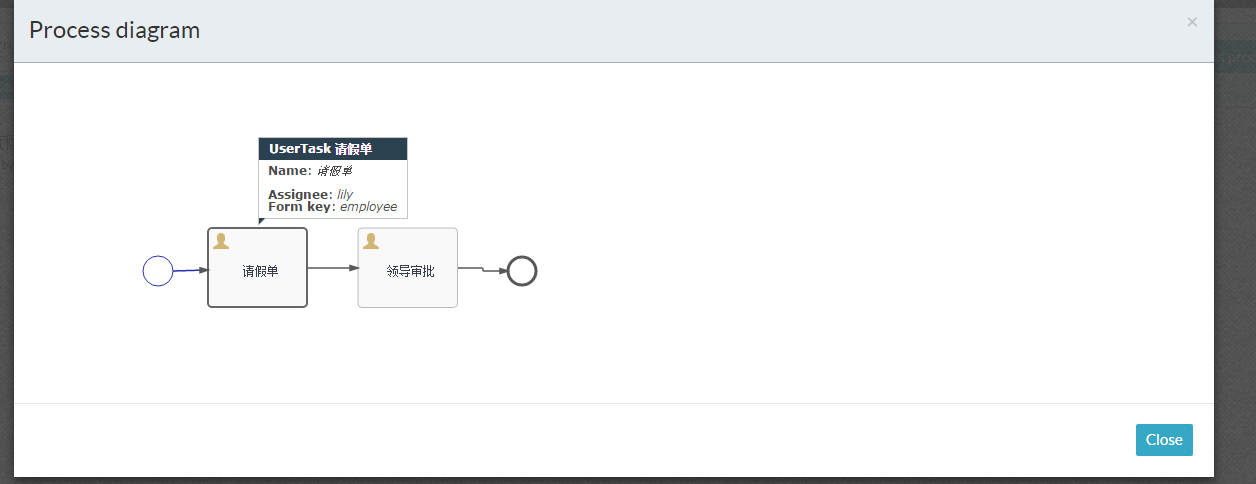 Process diagram
×
UserTask 请假单
Name: 请假单
Assignee: lily
Form key: employee
请假单
领导审批
Close